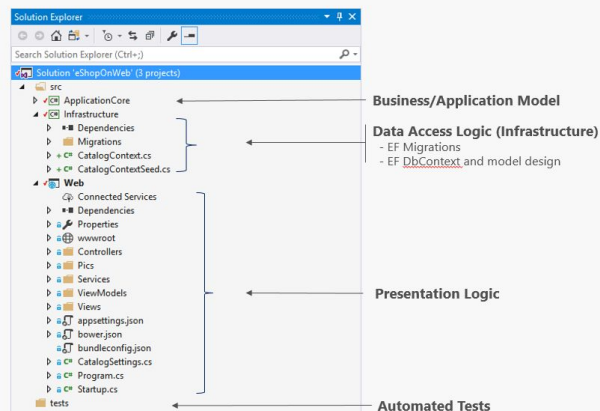 Solution Explorer
Search Solution Explorer (Ctrl+;)
Solution 'eShopOnWeb' (3 projects)
src
C# ApplicationCore
Business/Application Model
C# Infrastructure
Data Access Logic (Infrastructure)
Dependencies
- EF Migrations
Migrations
- EF DbContext and model design
+ C# CatalogContext.cs
+ C# CatalogContextSeed.cs
Web
Connected Services
Dependencies
Properties
wwwroot
Controllers
Pics
Services
ViewModels
Presentation Logic
Views
appsettings.json
bower.json
bundleconfig.json
C# CatalogSettings.cs
C# Program.cs
C# Startup.cs
tests
Automated Tests